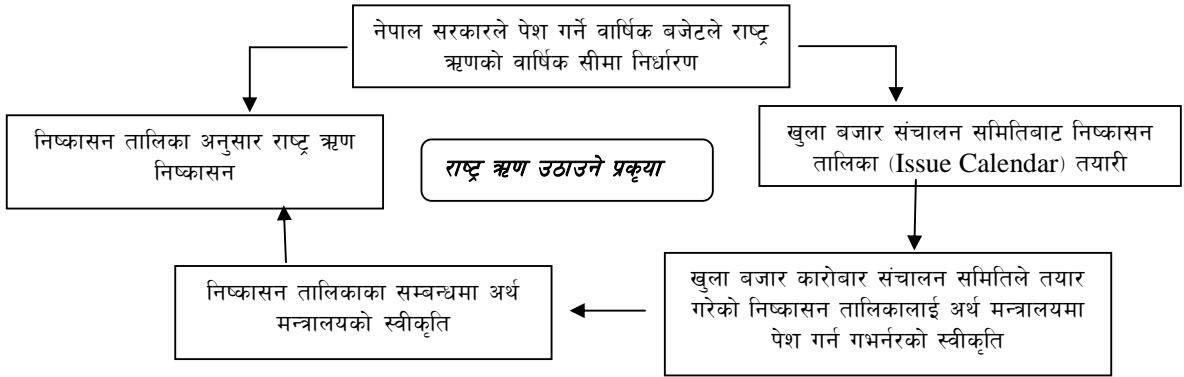 नेपाल सरकारले पेश गर्ने वार्षिक बजेटले राष्ट्र
ऋणको वार्षिक सीमा निर्धारण
निष्कासन तालिका अनुसार राष्ट्र ऋण
निष्कासन
राष्ट्र ऋण उठाउने प्रकृया
खुला बजार संचालन समितिबाट निष्कासन
तालिका (Issue Calendar) तयारी
निष्कासन तालिकाका सम्बन्धमा अर्थ
मन्त्रालयको स्वीकृति
खुला बजार कारोबार संचालन समितिले तयार
गरेको निष्कासन तालिकालाई अर्थ मन्त्रालयमा
पेश गर्न गभर्नरको स्वीकृति